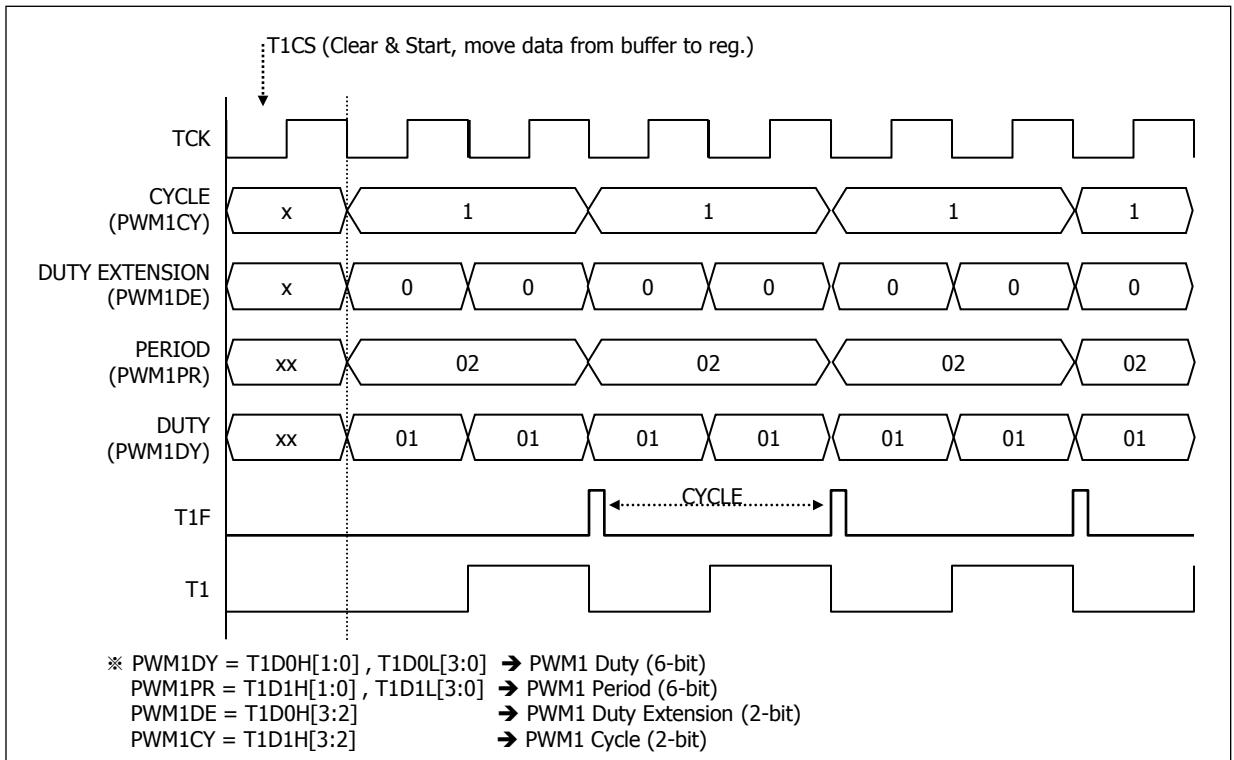 T1CS (Clear & Start, move data from buffer to reg.)
TCK
CYCLE
(PWM1CY)
x 1 1 1 1
DUTY EXTENSION
(PWM1DE)
x 0 0 0 0 0 0 0
PERIOD
(PWM1PR)
xx 02 02 02 02
DUTY
(PWM1DY)
xx 01 01 01 01 01 01 01
T1F
CYCLE
T1
※ PWM1DY = T1D0H[1:0] , T1D0L[3:0] ➔ PWM1 Duty (6-bit)
PWM1PR = T1D1H[1:0] , T1D1L[3:0] ➔ PWM1 Period (6-bit)
PWM1DE = T1D0H[3:2] ➔ PWM1 Duty Extension (2-bit)
PWM1CY = T1D1H[3:2] ➔ PWM1 Cycle (2-bit)